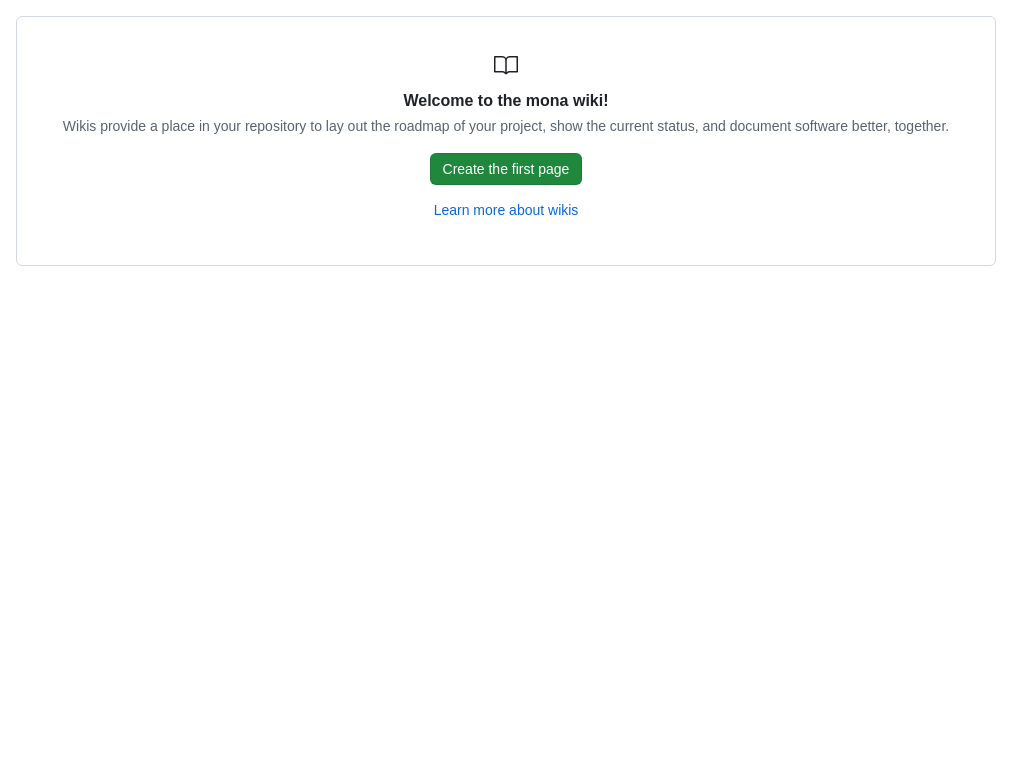 Welcome to the mona wiki!
Wikis provide a place in your repository to lay out the roadmap of your project, show the current status, and document software better, together.
Create the first page
Learn more about wikis